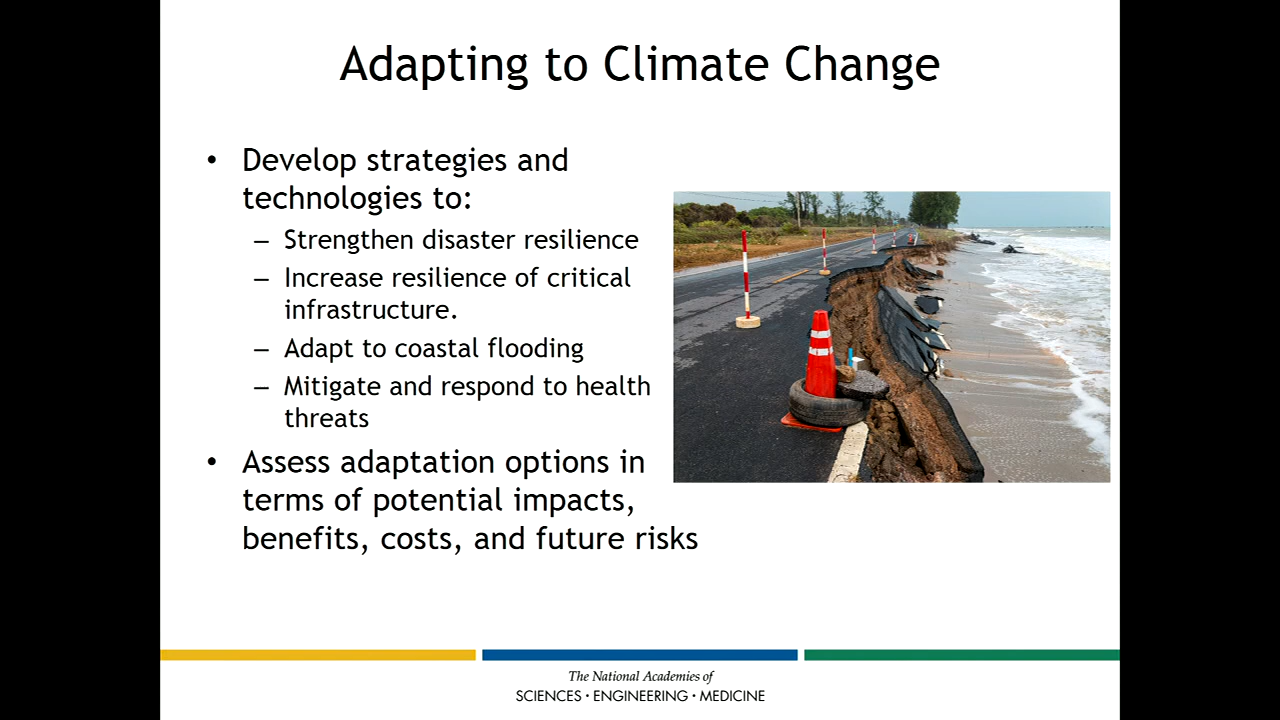 Adapting to Climate Change
• Develop strategies and
technologies to:
– Strengthen disaster resilience
– Increase resilience of critical
infrastructure.
– Adapt to coastal flooding
– Mitigate and respond to health
threats
• Assess adaptation options in
terms of potential impacts,
benefits, costs, and future risks
The National Academies of
SCIENCES · ENGINEERING · MEDICINE